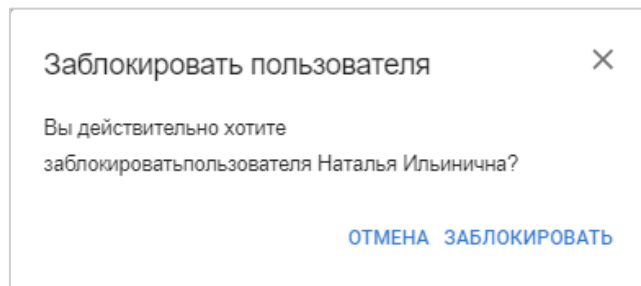 Заблокировать пользователя
Вы действительно хотите
заблокироватьпользователя Наталья Ильинична?
ОТМЕНА ЗАБЛОКИРОВАТЬ